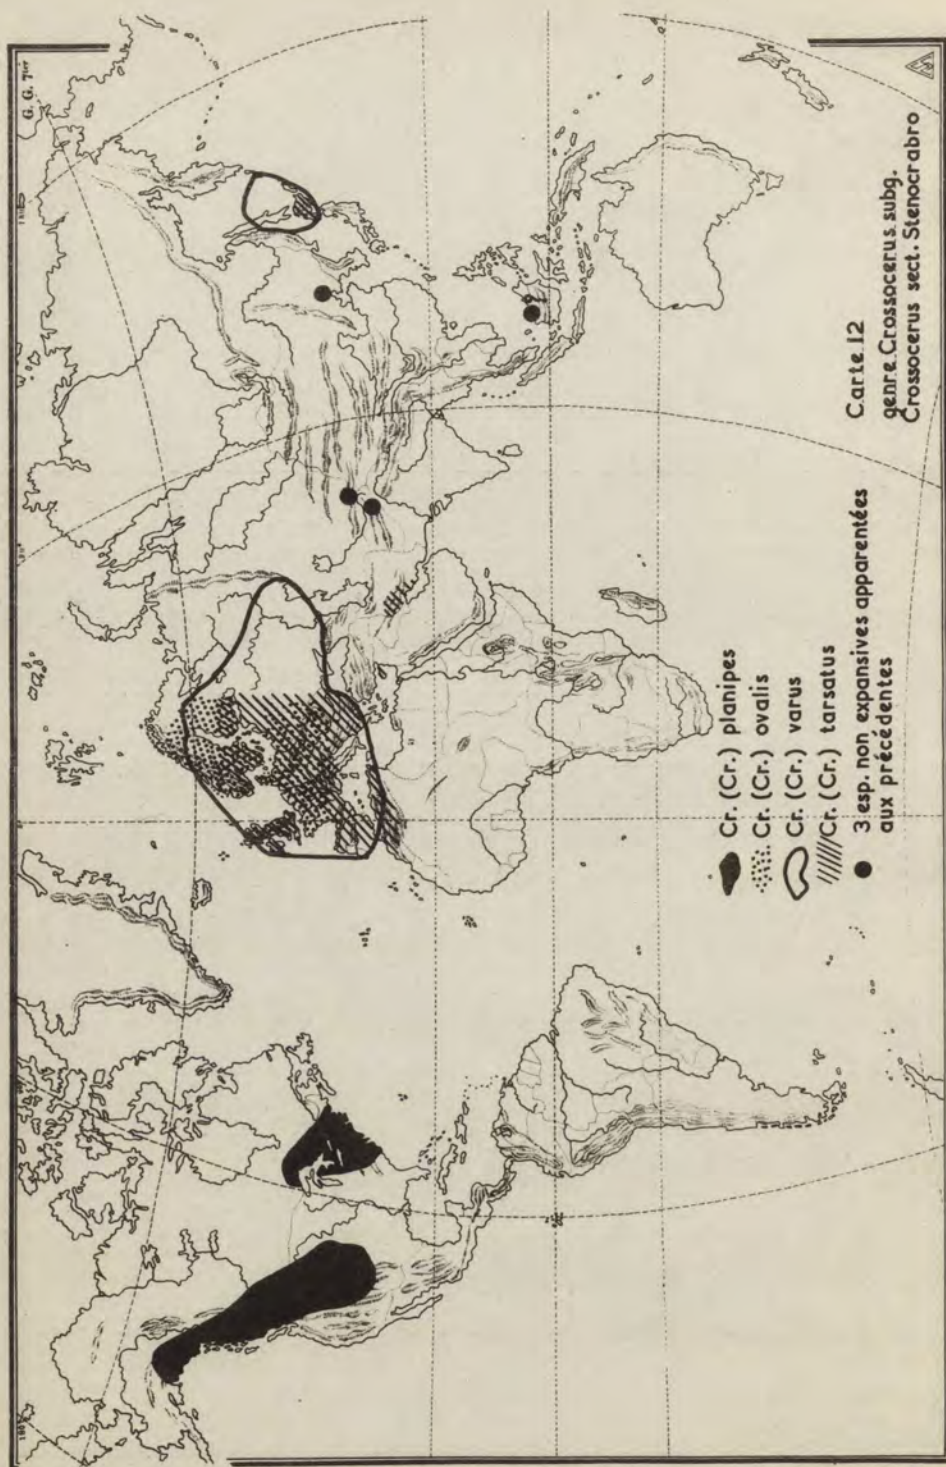 G. G. 7ᵗᵉʳ
Cr. (Cr.) planipes
Cr. (Cr.) ovalis
Cr. (Cr.) varus
Cr. (Cr.) tarsatus
3 esp. non expansives apparentées
aux précédentes
Carte 12
genre Crossocerus subg.
Crossocerus sect. Stenocrabro